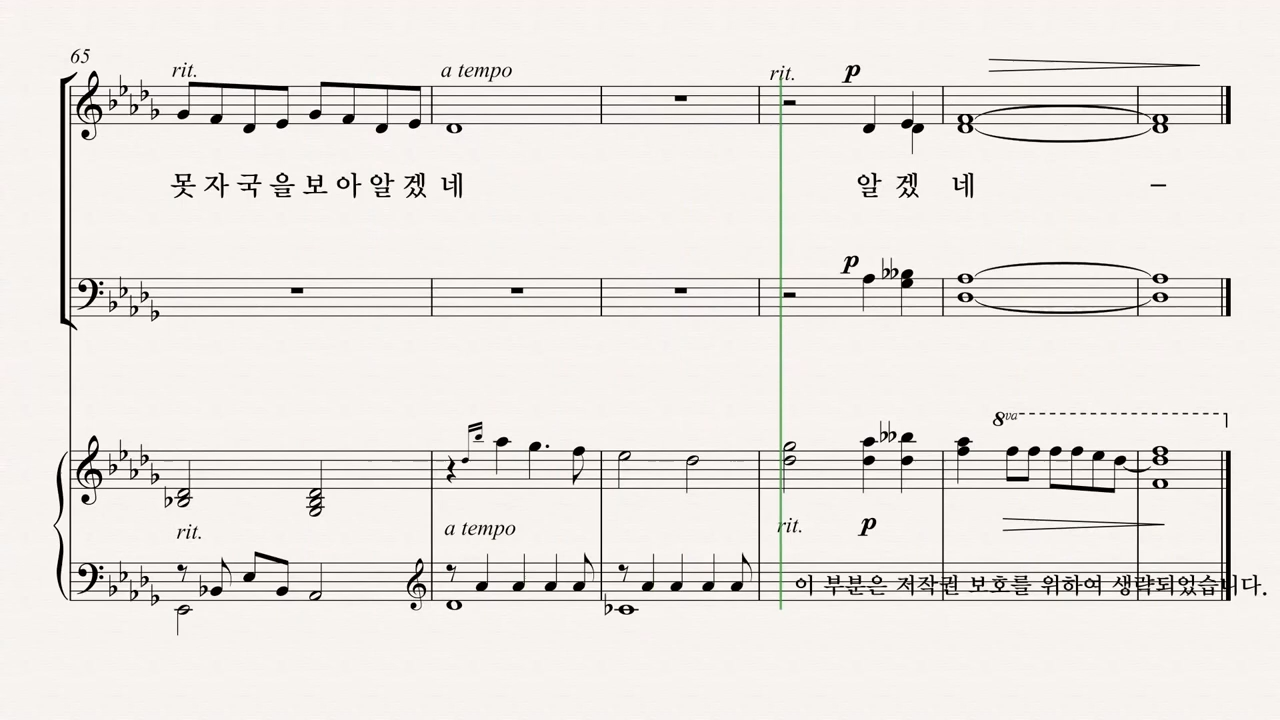 65
rit. a tempo rit. p
못 자 국 을 보 아 알 겠 네 알 겠 네 –
p
8va
rit. a tempo rit. p
이 부분은 저작권 보호를 위하여 생략되었습니다.